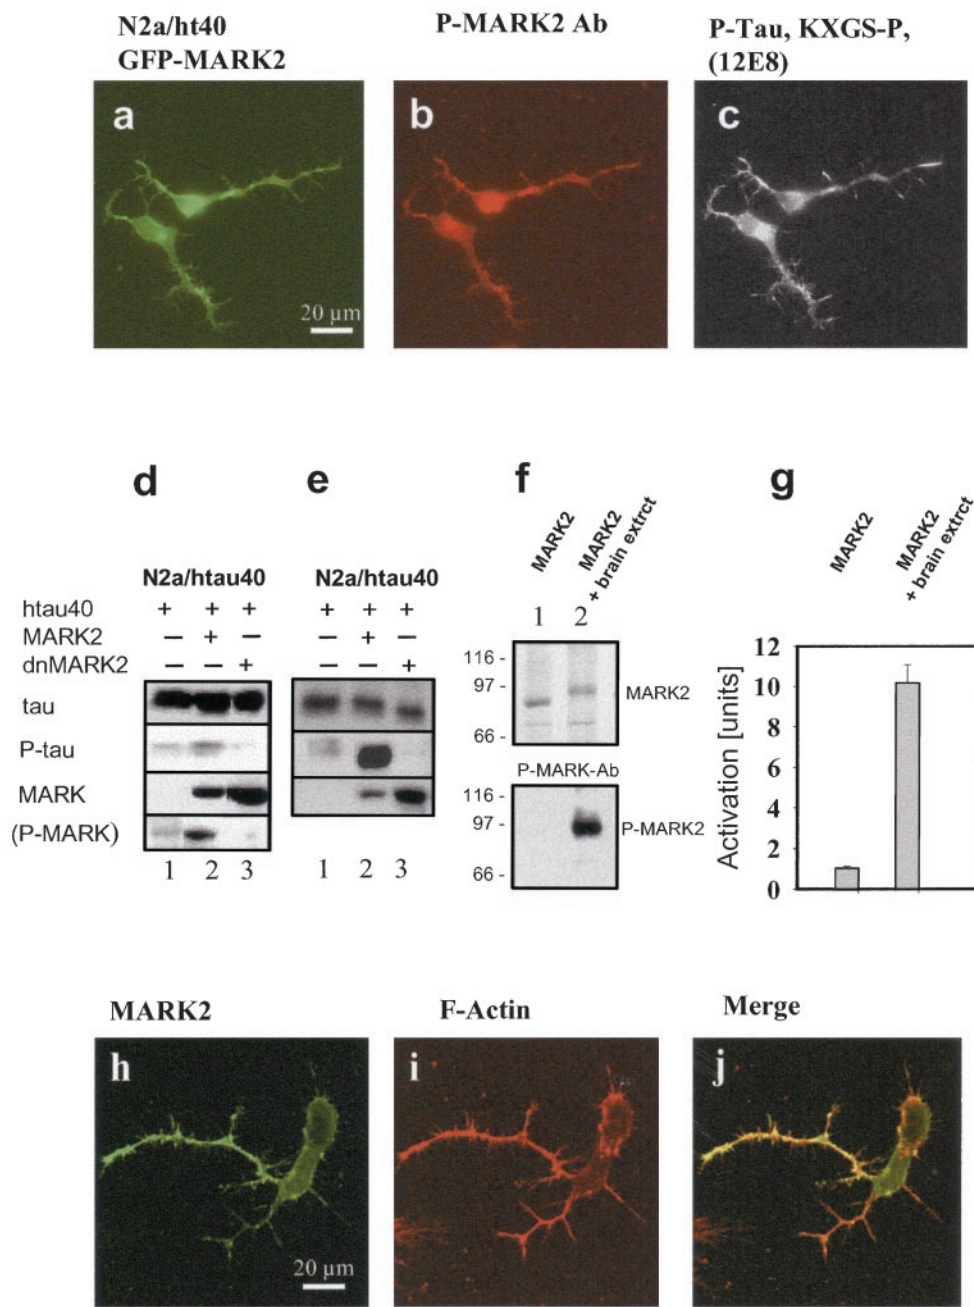 N2a/ht40
GFP-MARK2
P-MARK2 Ab
P-Tau, KXGS-P,
(12E8)
a
20 µm
b
c
d
N2a/htau40
htau40 + + +
MARK2 – + –
dnMARK2 – – +
tau
P-tau
MARK
(P-MARK)
1 2 3
e
N2a/htau40
+ + +
– + –
– – +
1 2 3
f
MARK2
MARK2
+ brain extrct
1 2
116 -
97 -
66 -
MARK2
P-MARK-Ab
116 -
97 -
66 -
P-MARK2
g
MARK2
MARK2
+ brain extrct
Activation [units]
12
10
8
6
4
2
0
MARK2
F-Actin
Merge
h
20 µm
i
j